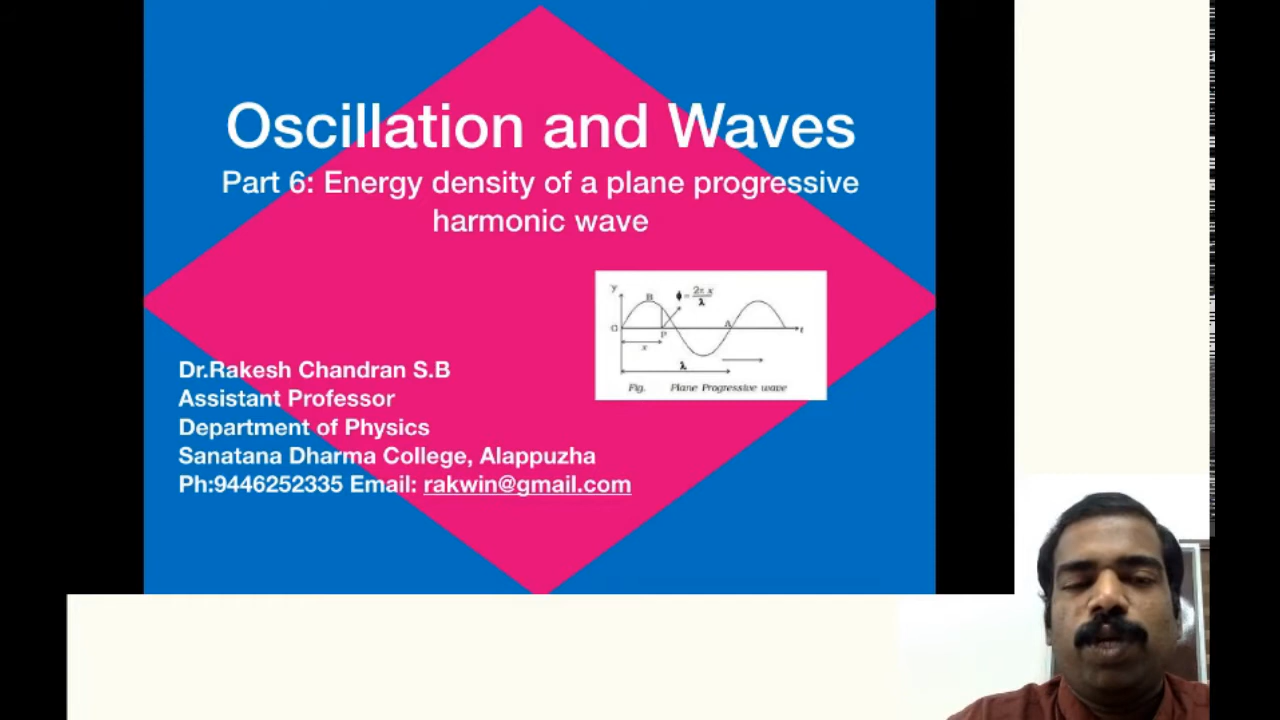 Oscillation and Waves
Part 6: Energy density of a plane progressive
harmonic wave
y
B
ϕ = 2π x
λ
O
P
A
t
x
λ
Fig. Plane Progressive wave
Dr.Rakesh Chandran S.B
Assistant Professor
Department of Physics
Sanatana Dharma College, Alappuzha
Ph:9446252335 Email: rakwin@gmail.com